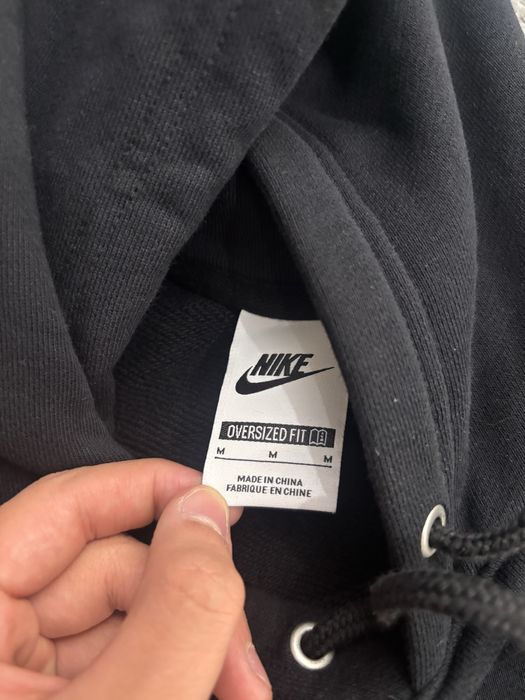 NIKE
OVERSIZED FIT
M M M
MADE IN CHINA
FABRIQUE EN CHINE